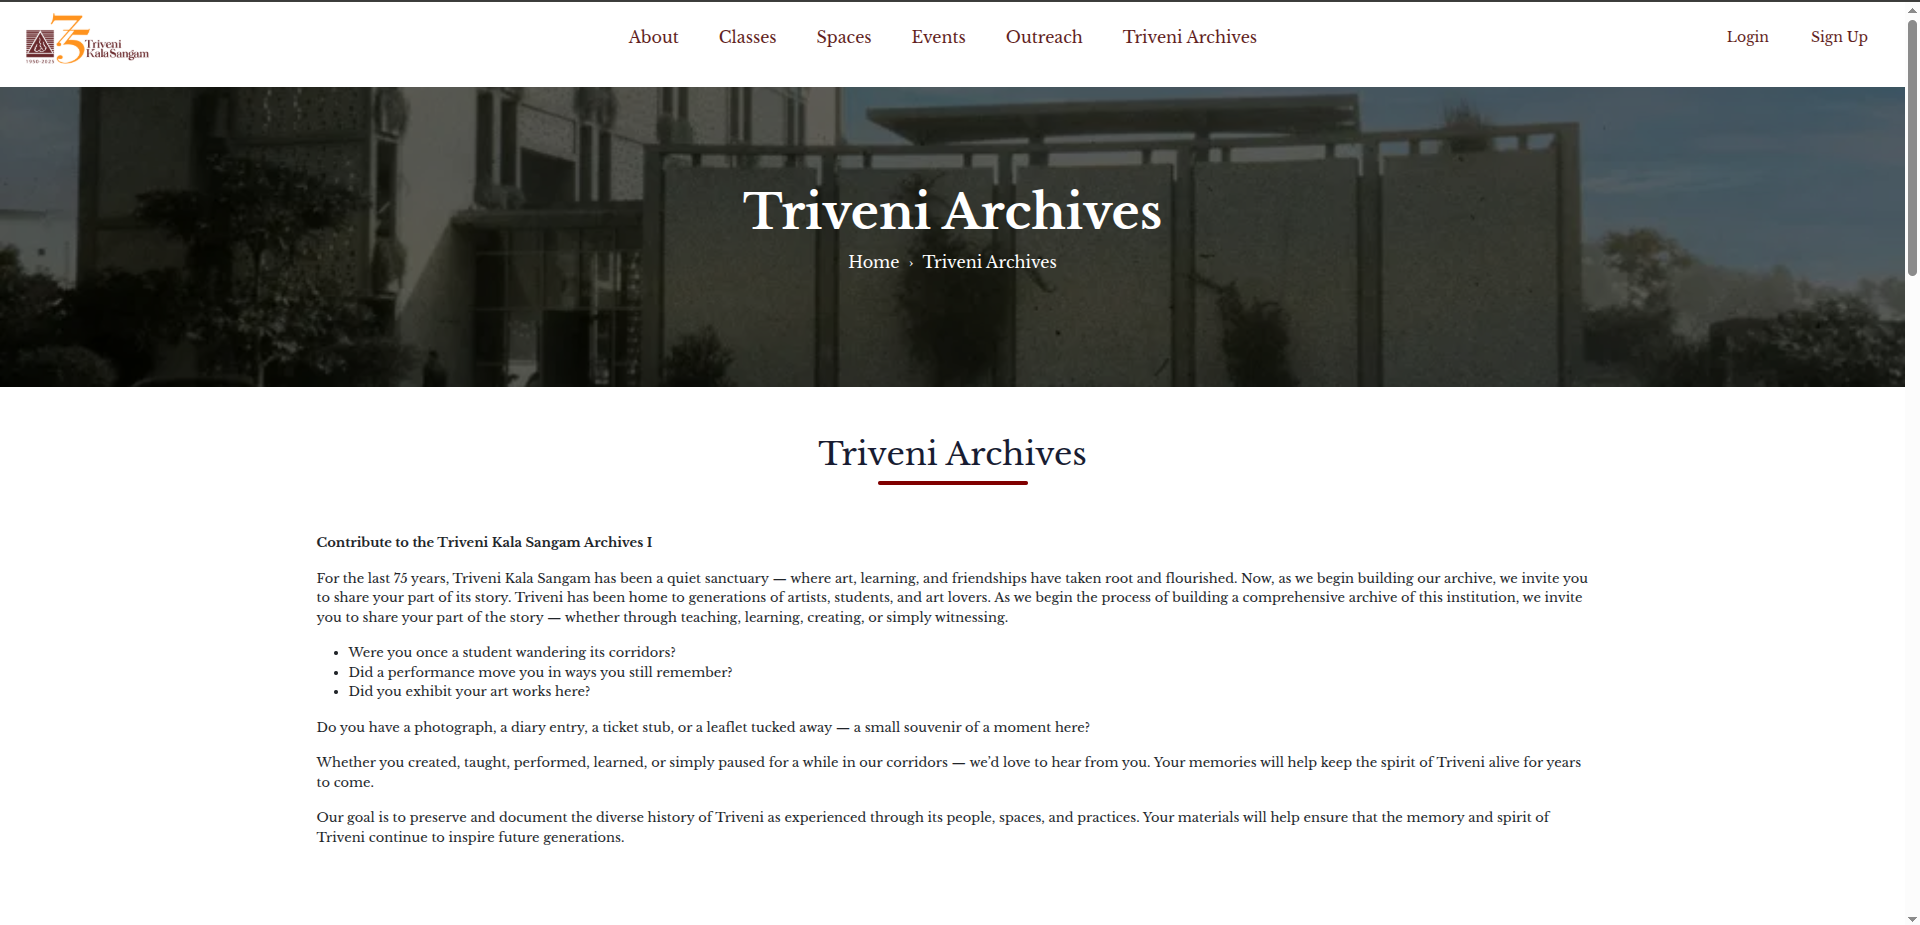 75 Triveni
KalaSangam
1950-2025
About Classes Spaces Events Outreach Triveni Archives
Login Sign Up
Triveni Archives
Home › Triveni Archives
Triveni Archives
Contribute to the Triveni Kala Sangam Archives I
For the last 75 years, Triveni Kala Sangam has been a quiet sanctuary — where art, learning, and friendships have taken root and flourished. Now, as we begin building our archive, we invite you
to share your part of its story. Triveni has been home to generations of artists, students, and art lovers. As we begin the process of building a comprehensive archive of this institution, we invite
you to share your part of the story — whether through teaching, learning, creating, or simply witnessing.
• Were you once a student wandering its corridors?
• Did a performance move you in ways you still remember?
• Did you exhibit your art works here?
Do you have a photograph, a diary entry, a ticket stub, or a leaflet tucked away — a small souvenir of a moment here?
Whether you created, taught, performed, learned, or simply paused for a while in our corridors — we’d love to hear from you. Your memories will help keep the spirit of Triveni alive for years
to come.
Our goal is to preserve and document the diverse history of Triveni as experienced through its people, spaces, and practices. Your materials will help ensure that the memory and spirit of
Triveni continue to inspire future generations.